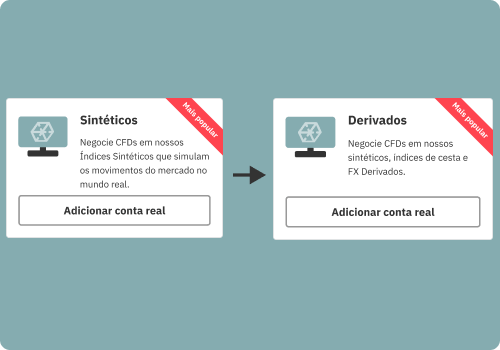 Sintéticos
Mais popular
Negocie CFDs em nossos
Índices Sintéticos que simulam
os movimentos do mercado no
mundo real.
Adicionar conta real
Derivados
Mais popular
Negocie CFDs em nossos
sintéticos, índices de cesta e
FX Derivados.
Adicionar conta real